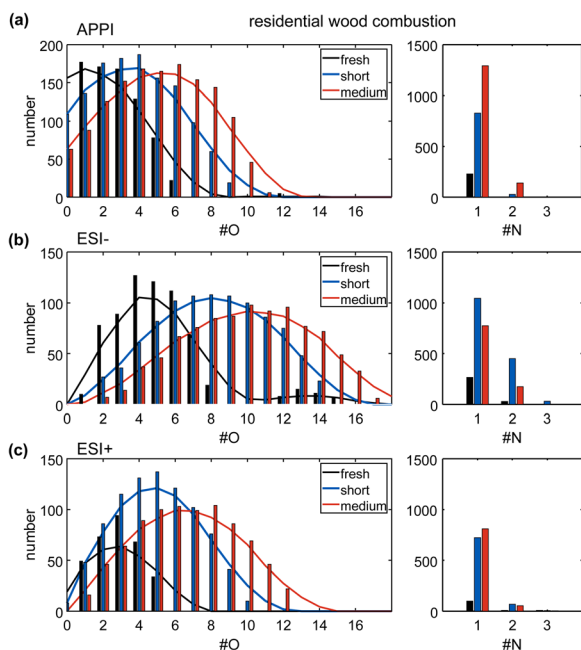 (a) APPI residential wood combustion
200
150
100
50
0
number
fresh
short
medium
0 2 4 6 8 10 12 14 16
#O
1500
1000
500
0
1 2 3
#N
(b) ESI-
150
100
50
0
number
fresh
short
medium
0 2 4 6 8 10 12 14 16
#O
1500
1000
500
0
1 2 3
#N
(c) ESI+
150
100
50
0
number
fresh
short
medium
0 2 4 6 8 10 12 14 16
#O
1500
1000
500
0
1 2 3
#N